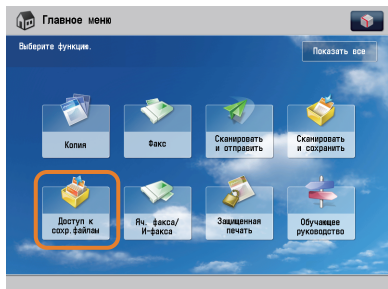 Главное меню
Выберите функцию.
Показать все
Копия
Факс
Сканировать
и отправить
Сканировать
и сохранить
Доступ к
сохр.файлам
Яч. факса/
И-факса
Защищенная
печать
Обучающее
руководство